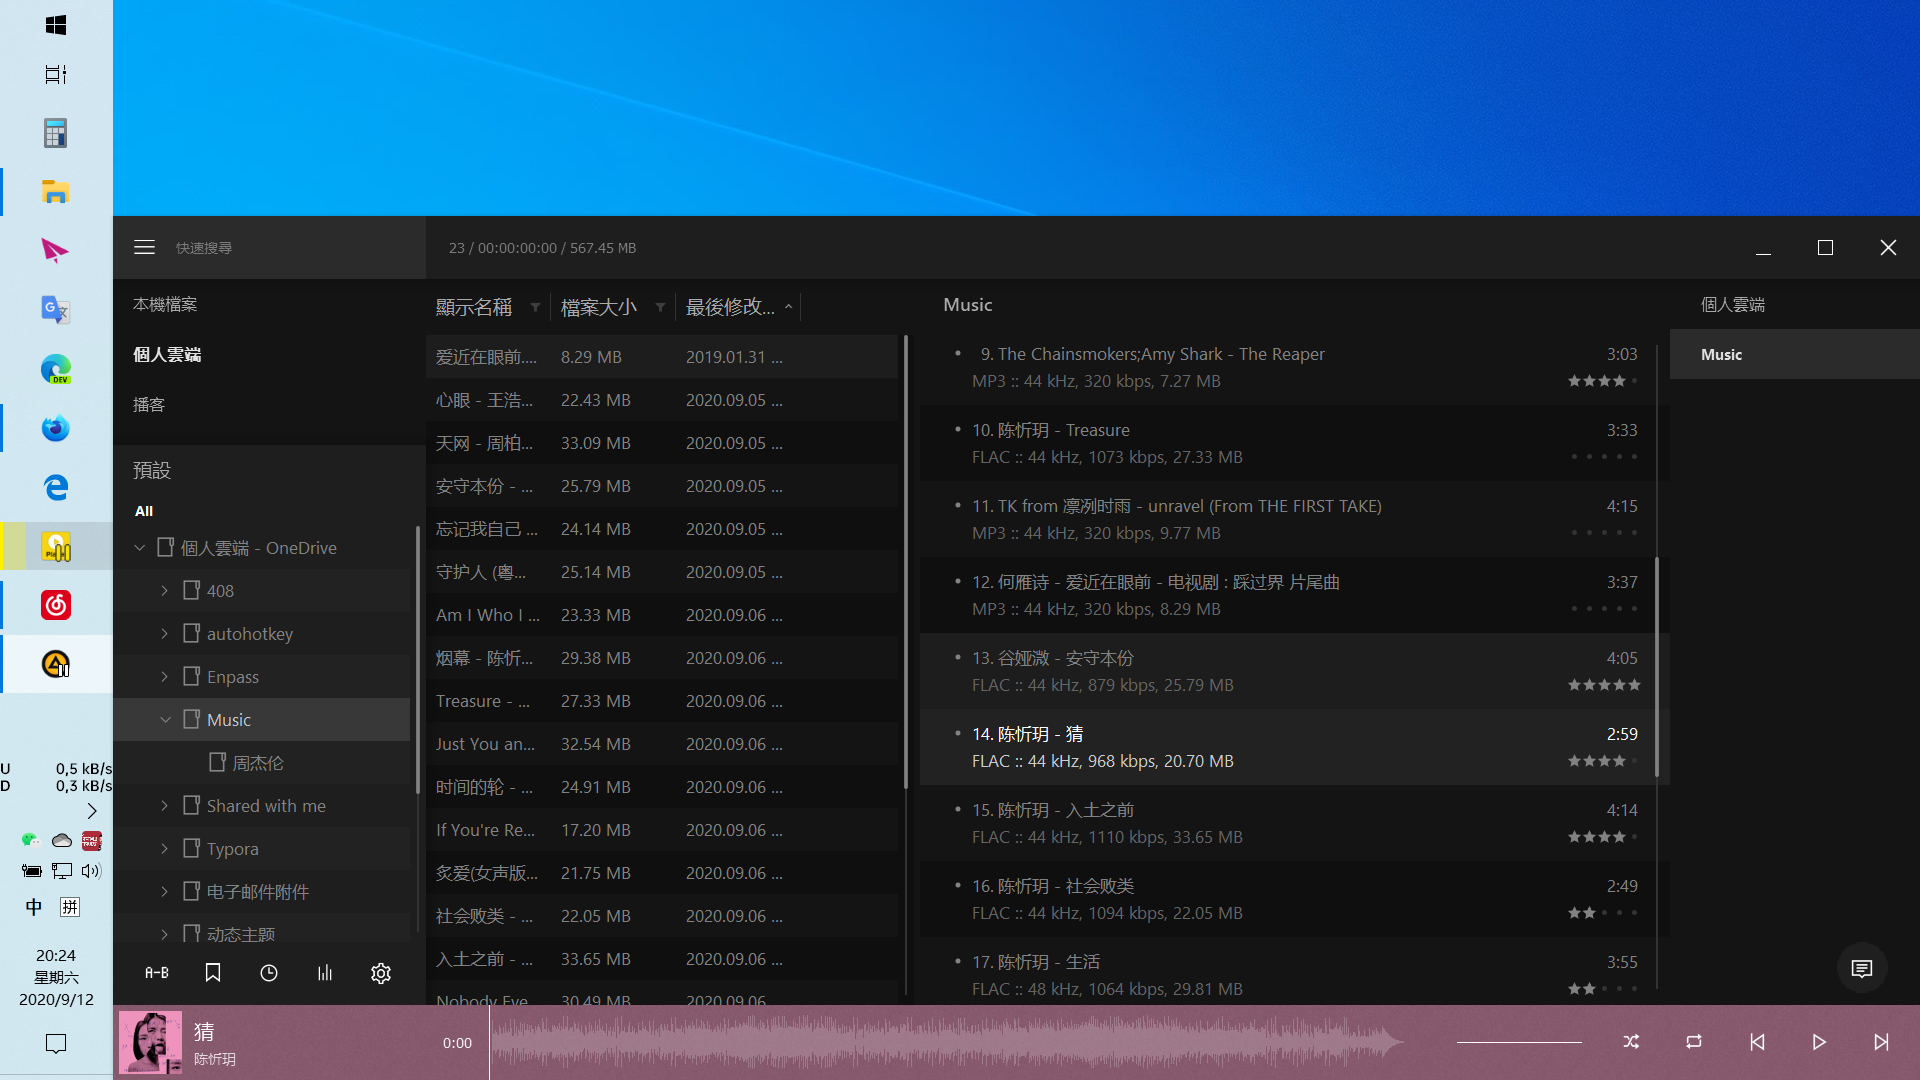 快速搜尋
23 / 00:00:00:00 / 567.45 MB
本機檔案
個人雲端
播客
預設
All
個人雲端 - OneDrive
408
autohotkey
Enpass
Music
周杰伦
Shared with me
Typora
电子邮件附件
动态主题
A-B
顯示名稱 檔案大小 最後修改...
爱近在眼前.... 8.29 MB 2019.01.31 ...
心眼 - 王浩... 22.43 MB 2020.09.05 ...
天网 - 周柏... 33.09 MB 2020.09.05 ...
安守本份 - ... 25.79 MB 2020.09.05 ...
忘记我自己 ... 24.14 MB 2020.09.05 ...
守护人 (粵... 25.14 MB 2020.09.05 ...
Am I Who I ... 23.33 MB 2020.09.06 ...
烟幕 - 陈忻... 29.38 MB 2020.09.06 ...
Treasure - ... 27.33 MB 2020.09.06 ...
Just You an... 32.54 MB 2020.09.06 ...
时间的轮 - ... 24.91 MB 2020.09.06 ...
If You're Re... 17.20 MB 2020.09.06 ...
炙爱(女声版... 21.75 MB 2020.09.06 ...
社会败类 - ... 22.05 MB 2020.09.06 ...
入土之前 - ... 33.65 MB 2020.09.06 ...
Nobody Eve... 30.49 MB 2020.09.06 ...
Music
9. The Chainsmokers;Amy Shark - The Reaper 3:03
MP3 :: 44 kHz, 320 kbps, 7.27 MB
10. 陈忻玥 - Treasure 3:33
FLAC :: 44 kHz, 1073 kbps, 27.33 MB
11. TK from 凛冽时雨 - unravel (From THE FIRST TAKE) 4:15
MP3 :: 44 kHz, 320 kbps, 9.77 MB
12. 何雁诗 - 爱近在眼前 - 电视剧 : 踩过界 片尾曲 3:37
MP3 :: 44 kHz, 320 kbps, 8.29 MB
13. 谷娅溦 - 安守本份 4:05
FLAC :: 44 kHz, 879 kbps, 25.79 MB
14. 陈忻玥 - 猜 2:59
FLAC :: 44 kHz, 968 kbps, 20.70 MB
15. 陈忻玥 - 入土之前 4:14
FLAC :: 44 kHz, 1110 kbps, 33.65 MB
16. 陈忻玥 - 社会败类 2:49
FLAC :: 44 kHz, 1094 kbps, 22.05 MB
17. 陈忻玥 - 生活 3:55
FLAC :: 48 kHz, 1064 kbps, 29.81 MB
個人雲端
Music
猜
陈忻玥
0:00
DEV
U 0,5 kB/s
D 0,3 kB/s
中 拼
20:24
星期六
2020/9/12